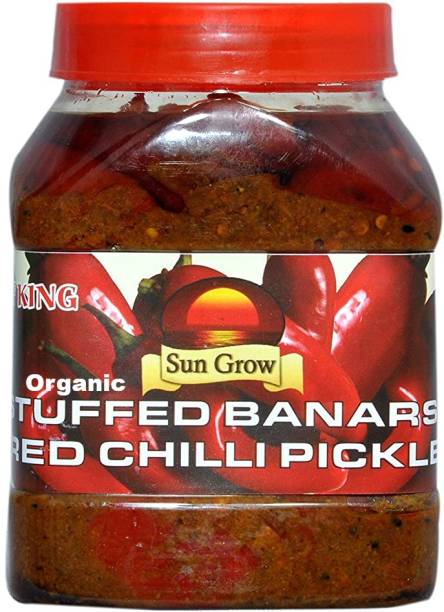 KING
Sun Grow
Organic
STUFFED BANARS
RED CHILLI PICKLE